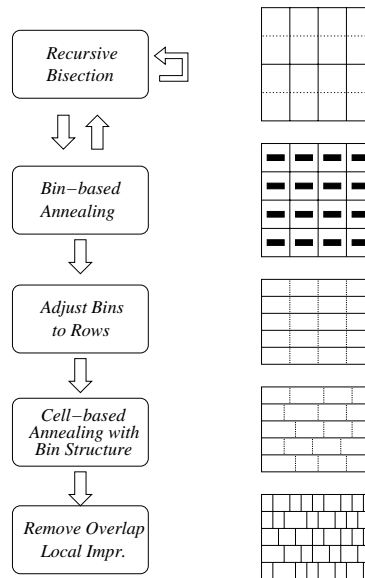 Recursive
Bisection
Bin−based
Annealing
Adjust Bins
to Rows
Cell−based
Annealing with
Bin Structure
Remove Overlap
Local Impr.